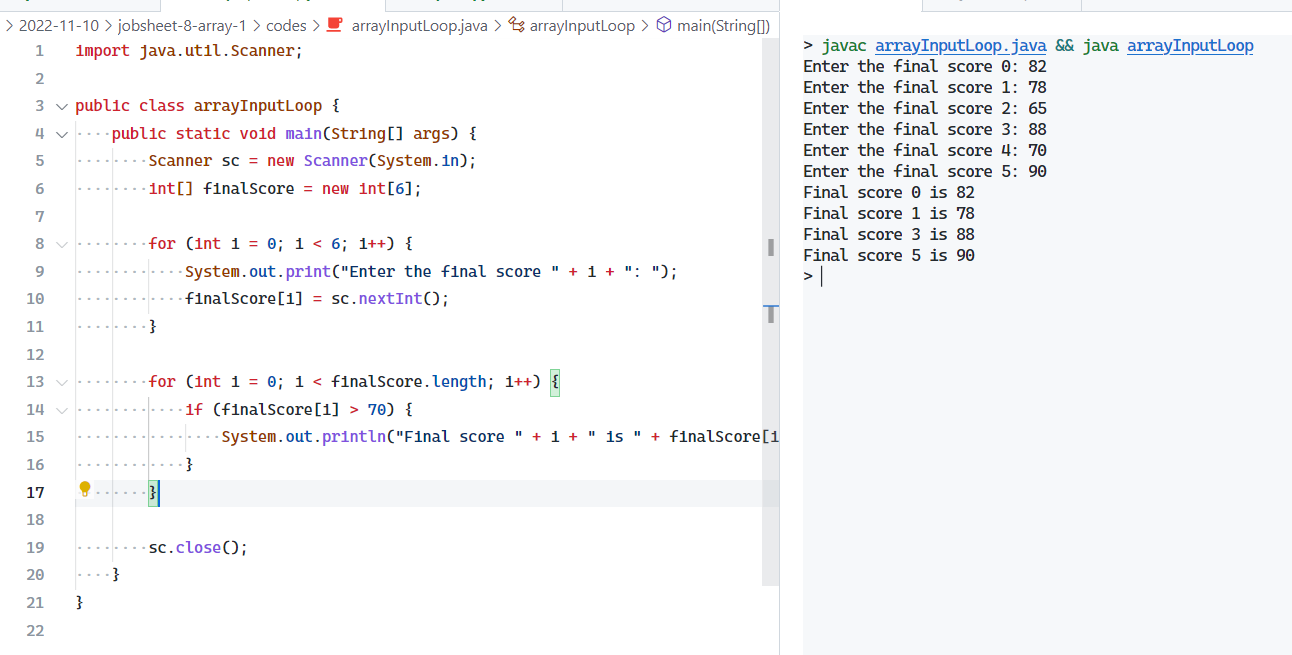 2022-11-10 > jobsheet-8-array-1 > codes > arrayInputLoop.java > arrayInputLoop > main(String[])
1 import java.util.Scanner;
2
3 public class arrayInputLoop {
4 ····public static void main(String[] args) {
5 ········Scanner sc = new Scanner(System.in);
6 ········int[] finalScore = new int[6];
7
8 ········for (int i = 0; i < 6; i++) {
9 ············System.out.print("Enter the final score " + i + ": ");
10 ············finalScore[i] = sc.nextInt();
11 ········}
12
13 ········for (int i = 0; i < finalScore.length; i++) {
14 ············if (finalScore[i] > 70) {
15 ················System.out.println("Final score " + i + " is " + finalScore[i
16 ············}
17 ········}
18
19 ········sc.close();
20 ····}
21 }
22
> javac arrayInputLoop.java && java arrayInputLoop
Enter the final score 0: 82
Enter the final score 1: 78
Enter the final score 2: 65
Enter the final score 3: 88
Enter the final score 4: 70
Enter the final score 5: 90
Final score 0 is 82
Final score 1 is 78
Final score 3 is 88
Final score 5 is 90
>